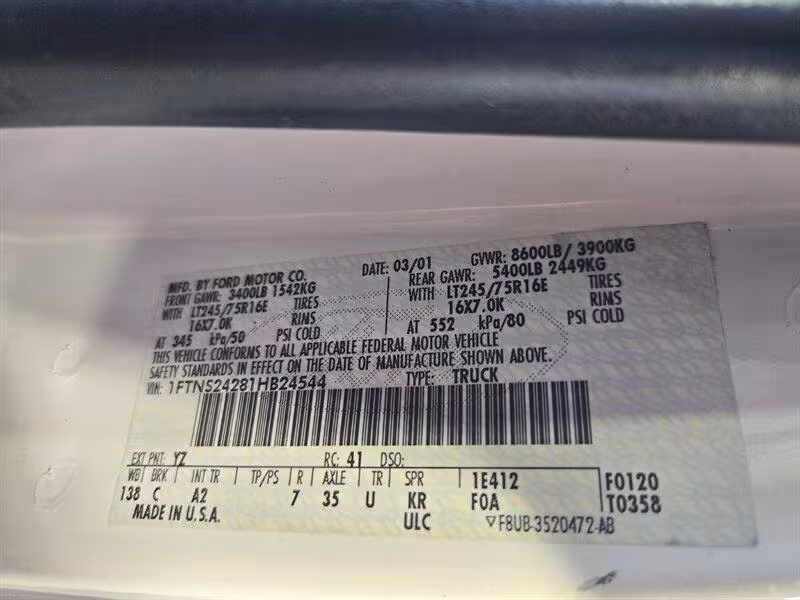 MFD. BY FORD MOTOR CO.
DATE: 03/01
GVWR: 8600LB/ 3900KG
FRONT GAWR: 3400LB 1542KG
REAR GAWR: 5400LB 2449KG
WITH LT245/75R16E TIRES
WITH LT245/75R16E TIRES
16X7.0K RINS
16X7.0K RINS
AT 345 kPa/50 PSI COLD
AT 552 kPa/80 PSI COLD
THIS VEHICLE CONFORMS TO ALL APPLICABLE FEDERAL MOTOR VEHICLE
SAFETY STANDARDS IN EFFECT ON THE DATE OF MANUFACTURE SHOWN ABOVE.
VIN: 1FTNS24281HB24544
TYPE: TRUCK
EXT PNT: YZ RC: 41 DSO:
WB BRK INT TR TP/PS R AXLE TR SPR 1E412 F0120
138 C A2 7 35 U KR F0A T0358
MADE IN U.S.A. ULC ▽F8UB-3520472-AB